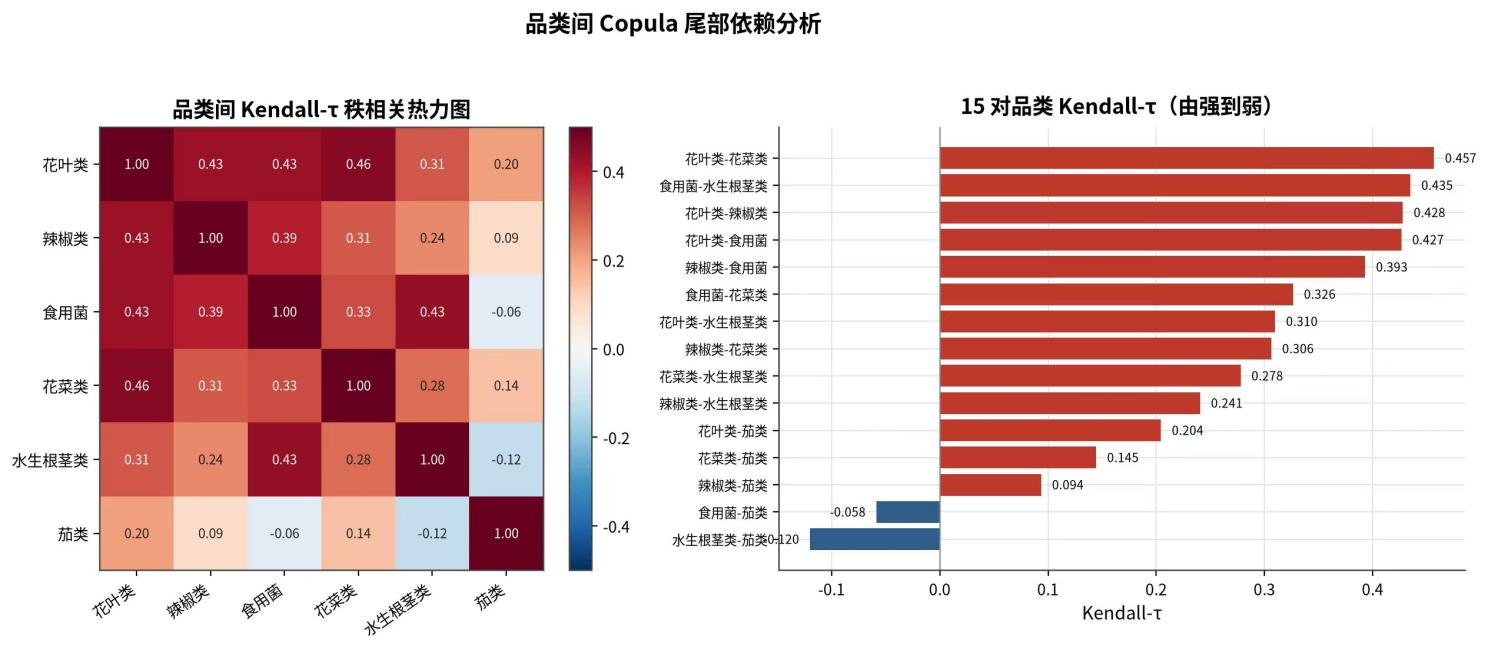 品类间 Copula 尾部依赖分析
品类间 Kendall-τ 秩相关热力图
花叶类 1.00 0.43 0.43 0.46 0.31 0.20
辣椒类 0.43 1.00 0.39 0.31 0.24 0.09
食用菌 0.43 0.39 1.00 0.33 0.43 -0.06
花菜类 0.46 0.31 0.33 1.00 0.28 0.14
水生根茎类 0.31 0.24 0.43 0.28 1.00 -0.12
茄类 0.20 0.09 -0.06 0.14 -0.12 1.00
花叶类 辣椒类 食用菌 花菜类 水生根茎类 茄类
0.4
0.2
0.0
-0.2
-0.4
15 对品类 Kendall-τ（由强到弱）
花叶类-花菜类 0.457
食用菌-水生根茎类 0.435
花叶类-辣椒类 0.428
花叶类-食用菌 0.427
辣椒类-食用菌 0.393
食用菌-花菜类 0.326
花叶类-水生根茎类 0.310
辣椒类-花菜类 0.306
花菜类-水生根茎类 0.278
辣椒类-水生根茎类 0.241
花叶类-茄类 0.204
花菜类-茄类 0.145
辣椒类-茄类 0.094
食用菌-茄类 -0.058
水生根茎类-茄类 -0.120
-0.1 0.0 0.1 0.2 0.3 0.4
Kendall-τ